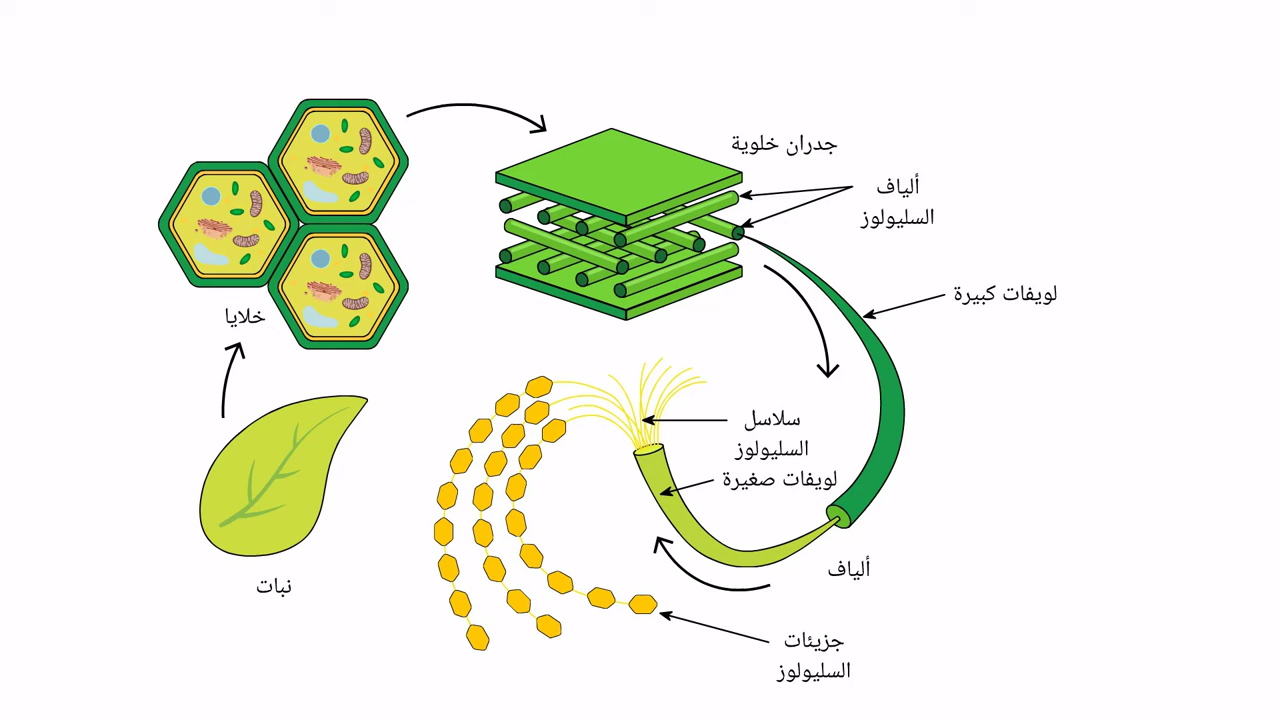 جدران خلوية
ألياف
السليولوز
لويفات كبيرة
خلايا
سلاسل
السليولوز
لويفات صغيرة
ألياف
نبات
جزيئات
السليولوز